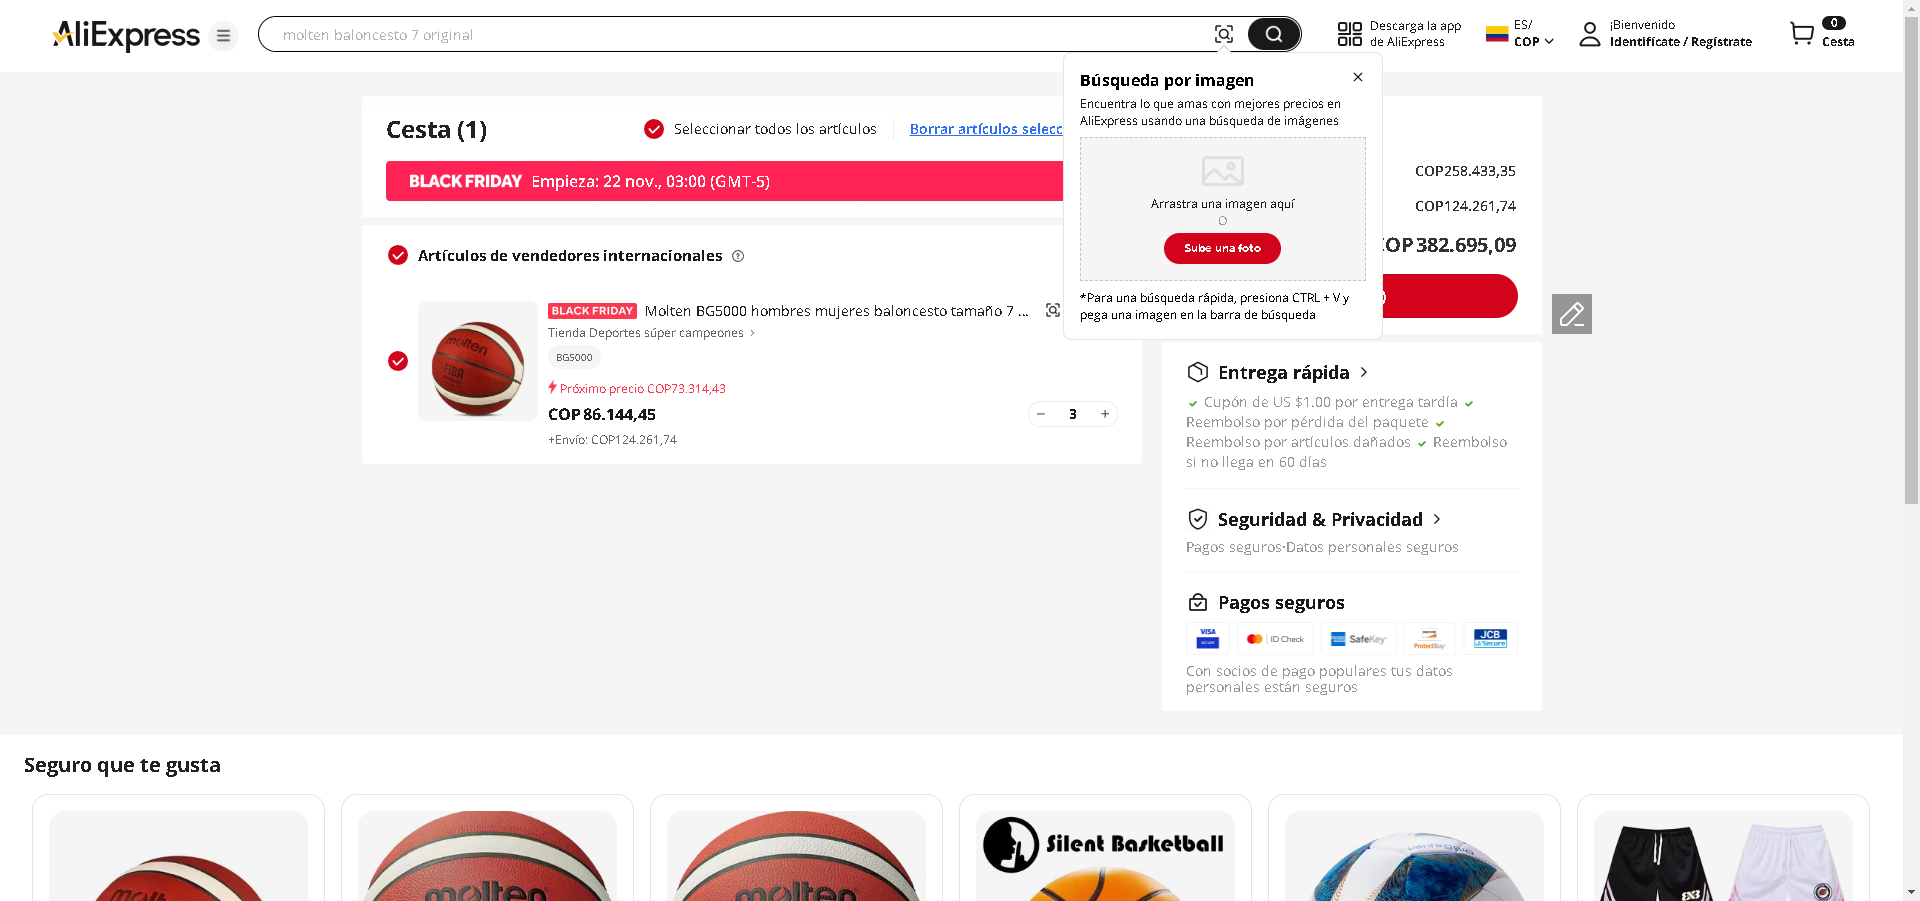 AliExpress
molten baloncesto 7 original
Descarga la app
de AliExpress
ES/
COP
¡Bienvenido
Identifícate / Regístrate
0
Cesta
Búsqueda por imagen
Encuentra lo que amas con mejores precios en
AliExpress usando una búsqueda de imágenes
Arrastra una imagen aquí
O
Sube una foto
*Para una búsqueda rápida, presiona CTRL + V y
pega una imagen en la barra de búsqueda
Cesta (1)
Seleccionar todos los artículos
Borrar artículos selecc
BLACK FRIDAY Empieza: 22 nov., 03:00 (GMT-5)
COP258.433,35
COP124.261,74
COP382.695,09
Artículos de vendedores internacionales
molten
FIBA
BLACK FRIDAY Molten BG5000 hombres mujeres baloncesto tamaño 7 ...
Tienda Deportes súper campeones
BG5000
Próximo precio COP73.314,43
COP86.144,45
+Envío: COP124.261,74
− 3 +
Entrega rápida
Cupón de US $1.00 por entrega tardía
Reembolso por pérdida del paquete
Reembolso por artículos dañados Reembolso
si no llega en 60 días
Seguridad & Privacidad
Pagos seguros·Datos personales seguros
Pagos seguros
VISA
SECURE
ID Check
SafeKey
ProtectBuy
JCB
J/Secure
Con socios de pago populares tus datos
personales están seguros
Seguro que te gusta
molten
molten
molten
Silent Basketball